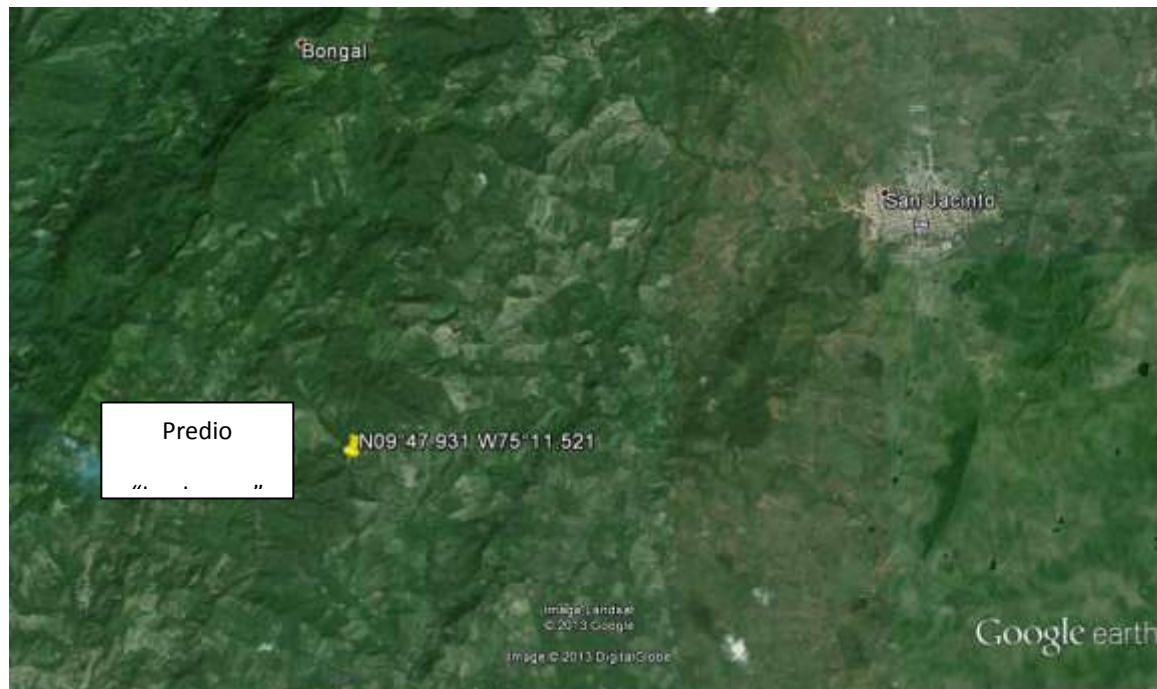 Bongal
San Jacinto
Predio
N09°47.931 W75°11.521
Image Landsat
© 2013 Google
Image © 2013 DigitalGlobe
Google earth